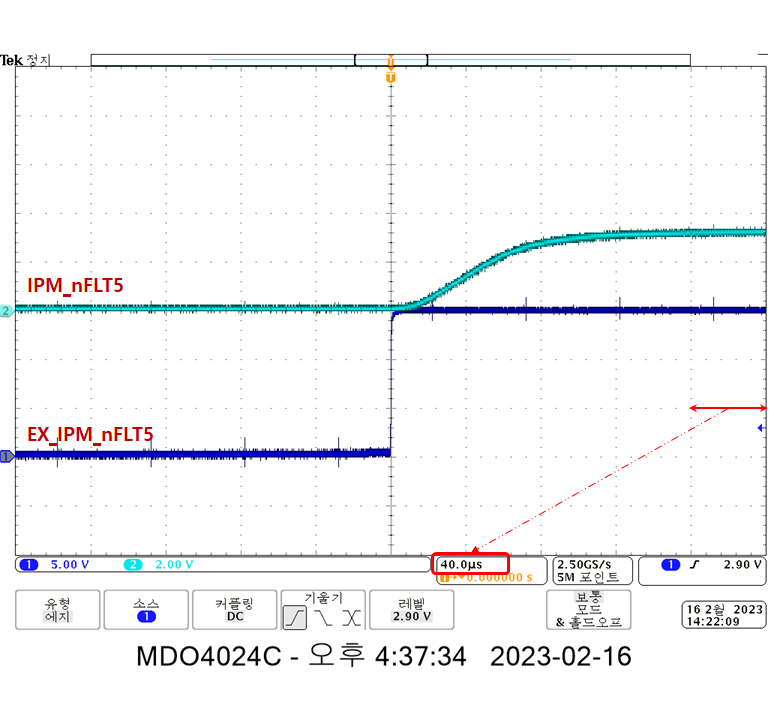 Tek 정지
T
T
IPM_nFLT5
2
EX_IPM_nFLT5
1
1 5.00 V 2 2.00 V 40.0µs 2.50GS/s 1 2.90 V
0.000000 s 5M 포인트
유형 소스 커플링 기울기 레벨 보통
에지 1 DC 2.90 V 모드
& 홀드오프
16 2월 2023
14:22:09
MDO4024C - 오후 4:37:34 2023-02-16